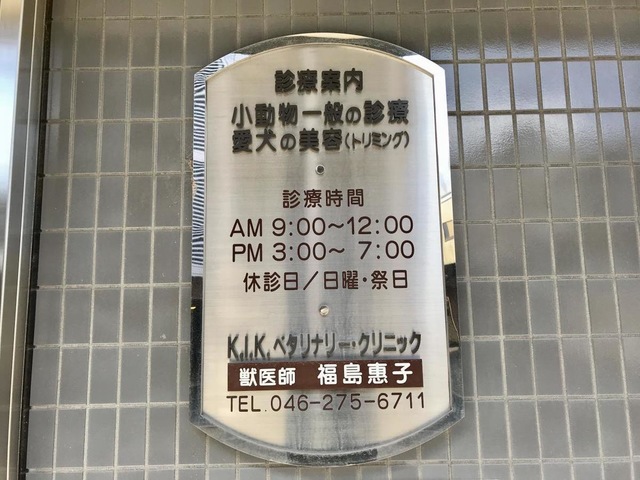 診療案内
小動物一般の診療
愛犬の美容(トリミング)
診療時間
AM 9:00～12:00
PM 3:00～ 7:00
休診日/日曜・祭日
K.I.K.ベタリナリー・クリニック
獣医師 福島恵子
TEL.046-275-6711